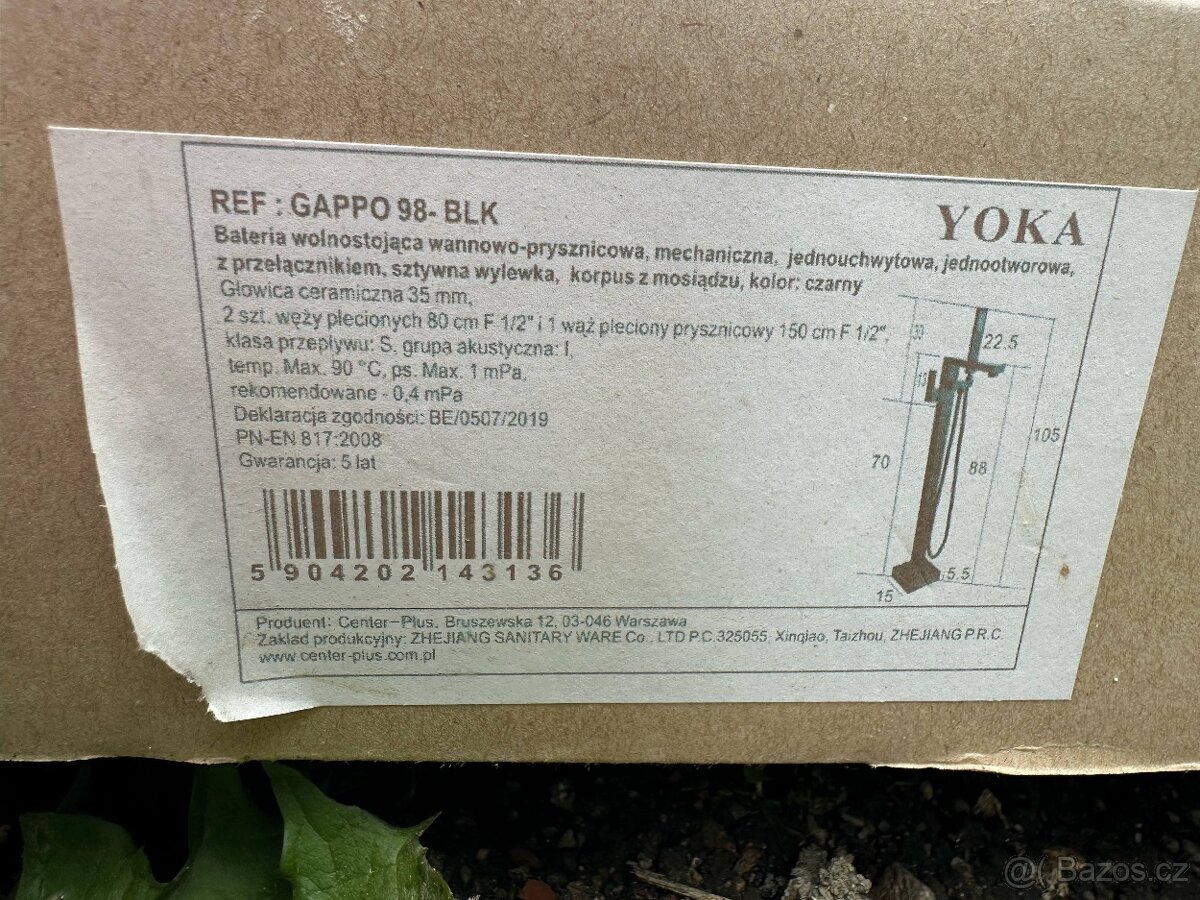 REF : GAPPO 98- BLK
YOKA
Bateria wolnostojąca wannowo-prysznicowa, mechaniczna, jednouchwytowa, jednootworowa,
z przełącznikiem, sztywna wylewka, korpus z mosiądzu, kolor: czarny
Głowica ceramiczna 35 mm,
2 szt. węży plecionych 80 cm F 1/2" i 1 wąż pleciony prysznicowy 150 cm F 1/2",
klasa przepływu: S, grupa akustyczna: I,
temp. Max. 90 °C, ps. Max. 1 mPa,
rekomendowane - 0,4 mPa
Deklaracja zgodności: BE/0507/2019
PN-EN 817:2008
Gwarancja: 5 lat
22.5
13
105
70
88
5.5
15
5 904202 143136
Produent: Center-Plus, Bruszewska 12, 03-046 Warszawa
Zakład produkcyjny: ZHEJIANG SANITARY WARE Co., LTD P.C.325055, Xinqiao, Taizhou, ZHEJIANG P.R.C.
www.center-plus.com.pl
@ Bazos.cz